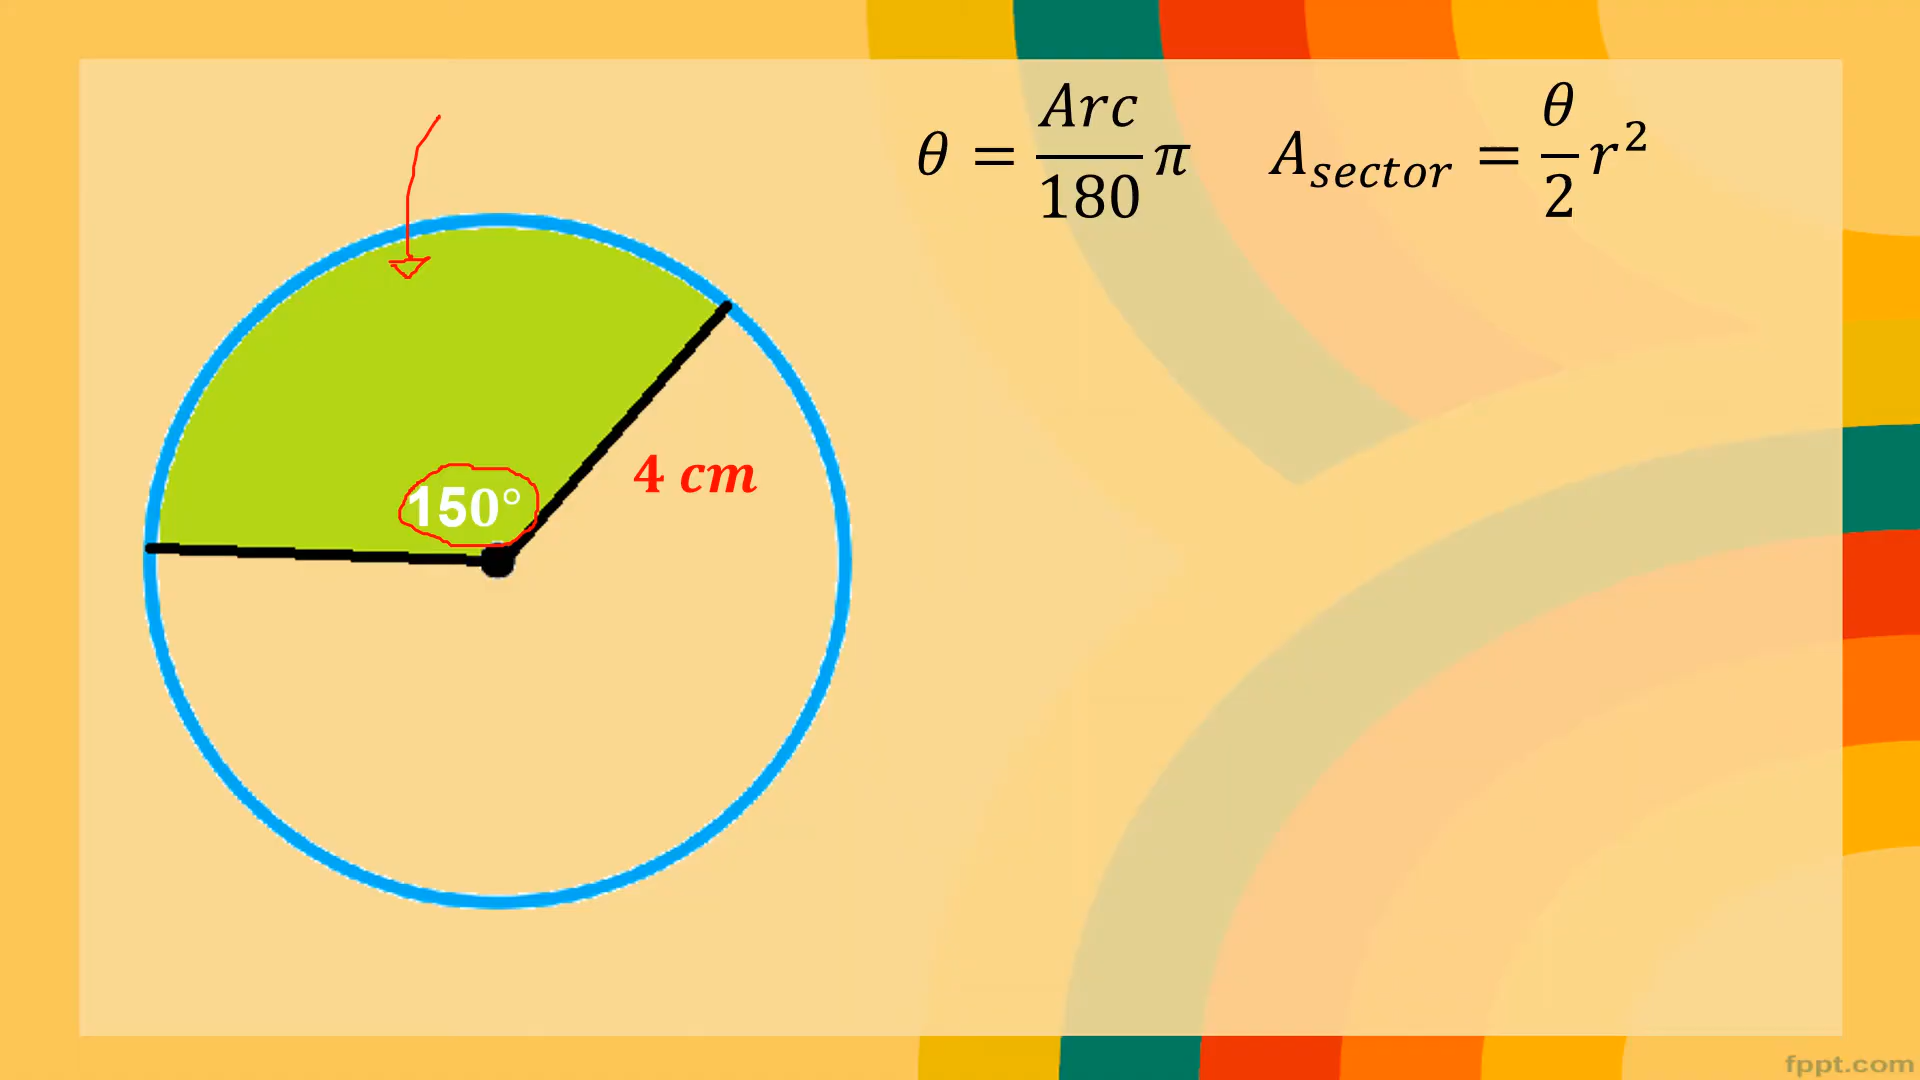 θ = Arc/180 π    A_sector = θ/2 r²
4 cm
150°
fppt.com